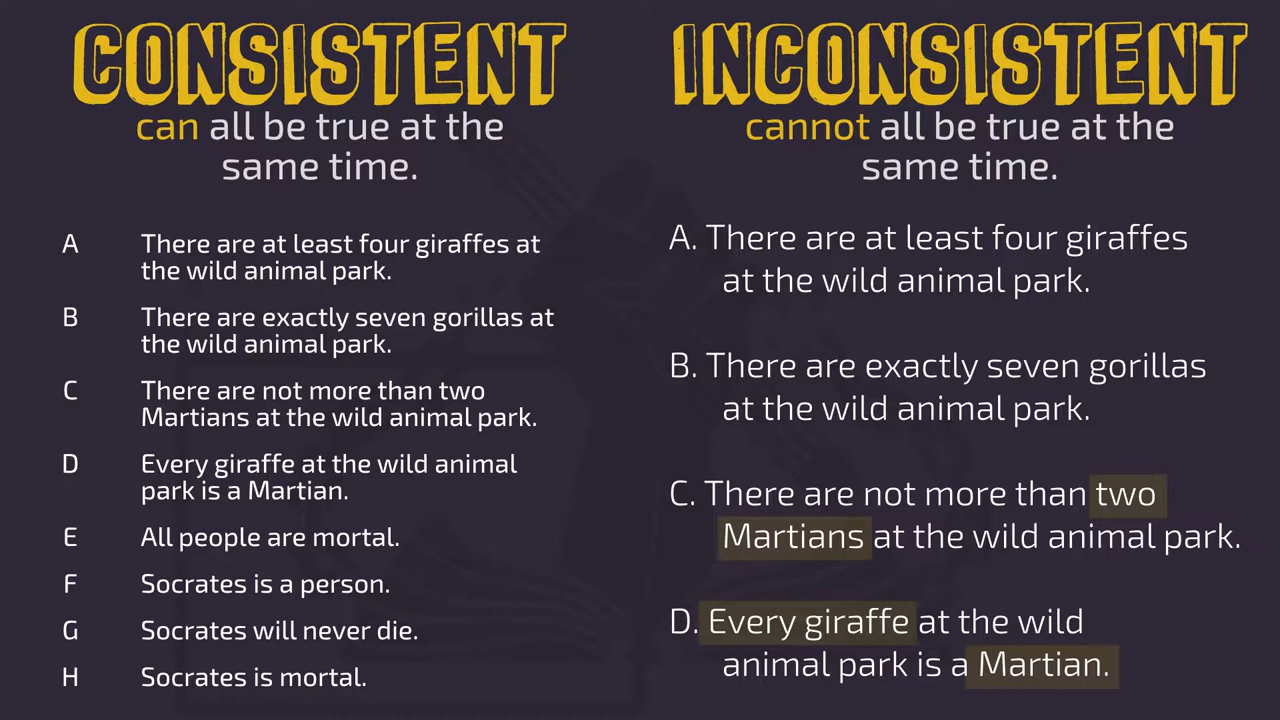 CONSISTENT
can all be true at the
same time.
A There are at least four giraffes at
the wild animal park.
B There are exactly seven gorillas at
the wild animal park.
C There are not more than two
Martians at the wild animal park.
D Every giraffe at the wild animal
park is a Martian.
E All people are mortal.
F Socrates is a person.
G Socrates will never die.
H Socrates is mortal.
INCONSISTENT
cannot all be true at the
same time.
A. There are at least four giraffes
at the wild animal park.
B. There are exactly seven gorillas
at the wild animal park.
C. There are not more than two
Martians at the wild animal park.
D. Every giraffe at the wild
animal park is a Martian.